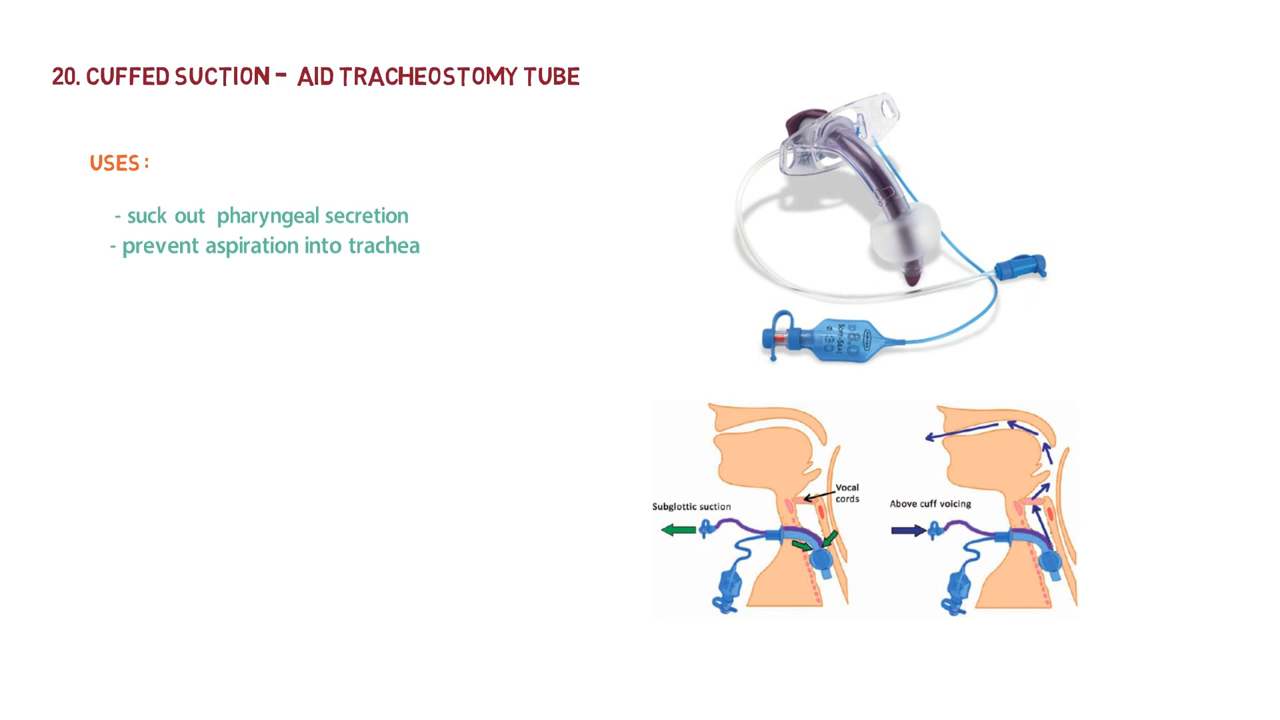 20. CUFFED SUCTION - AID TRACHEOSTOMY TUBE
USES :
- suck out pharyngeal secretion
- prevent aspiration into trachea
Vocal
cords
Subglottic suction
Above cuff voicing